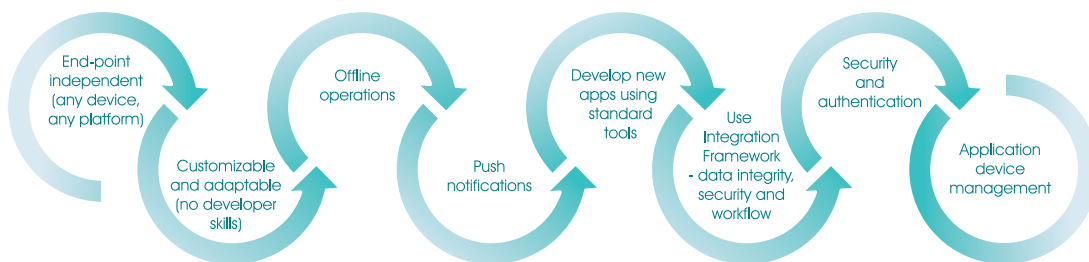 End-point
independent
(any device,
any platform)
Customizable
and adaptable
(no developer
skills)
Offline
operations
Push
notifications
Develop new
apps using
standard
tools
Use
Integration
Framework
- data integrity,
security and
workflow
Security
and
authentication
Application
device
management